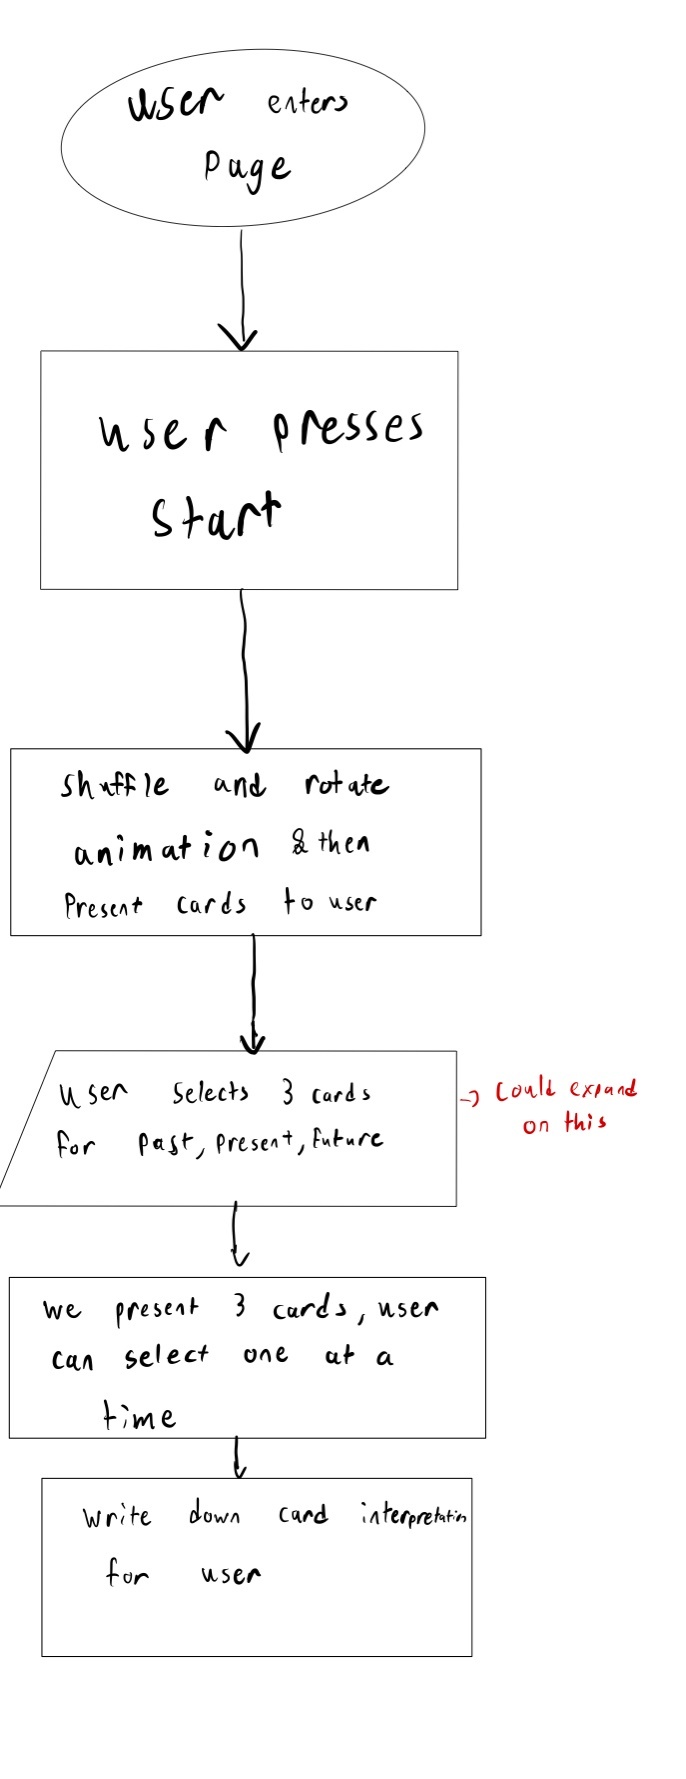 user enters
Page
user presses
Start
Shuffle and rotate
animation & then
Present cards to user
user selects 3 cards
for past, present, future
→ Could expand
on this
we present 3 cards, user
can select one at a
time
write down card interpretation
for user